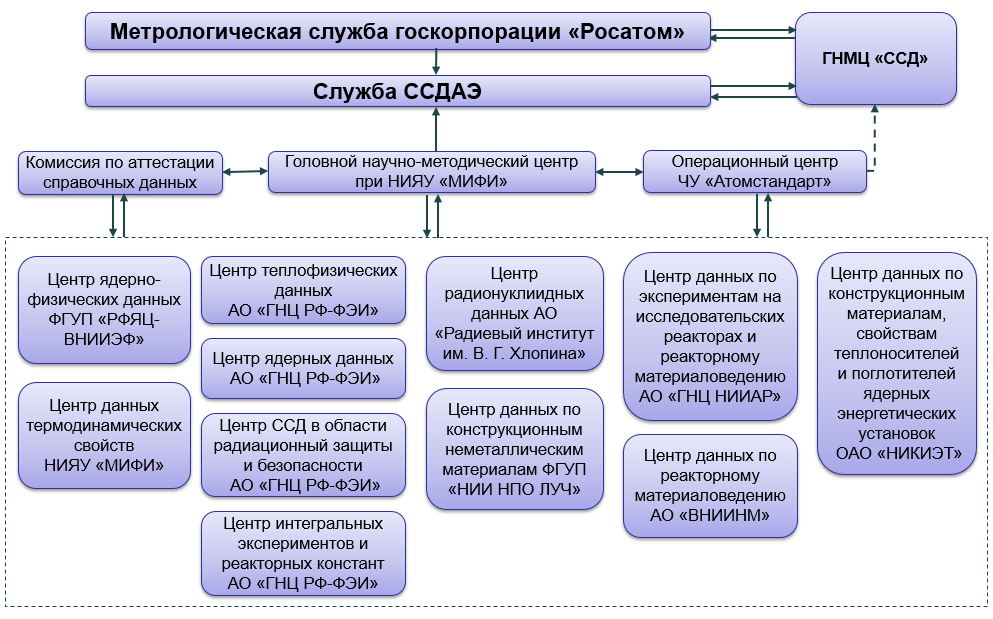 Метрологическая служба госкорпорации «Росатом»
ГНМЦ «ССД»
Служба ССДАЭ
Комиссия по аттестации
справочных данных
Головной научно-методический центр
при НИЯУ «МИФИ»
Операционный центр
ЧУ «Атомстандарт»
Центр ядерно-
физических данных
ФГУП «РФЯЦ-
ВНИИЭФ»
Центр данных
термодинамических
свойств
НИЯУ «МИФИ»
Центр теплофизических
данных
АО «ГНЦ РФ-ФЭИ»
Центр ядерных данных
АО «ГНЦ РФ-ФЭИ»
Центр ССД в области
радиационный защиты
и безопасности
АО «ГНЦ РФ-ФЭИ»
Центр интегральных
экспериментов и
реакторных констант
АО «ГНЦ РФ-ФЭИ»
Центр
радионуклиидных
данных АО
«Радиевый институт
им. В. Г. Хлопина»
Центр данных по
конструкционным
неметаллическим
материалам ФГУП
«НИИ НПО ЛУЧ»
Центр данных по
экспериментам на
исследовательских
реакторах и
реакторному
материаловедению
АО «ГНЦ НИИАР»
Центр данных по
реакторному
материаловедению
АО «ВНИИНМ»
Центр данных по
конструкционным
материалам,
свойствам
теплоносителей
и поглотителей
ядерных
энергетических
установок
ОАО «НИКИЭТ»